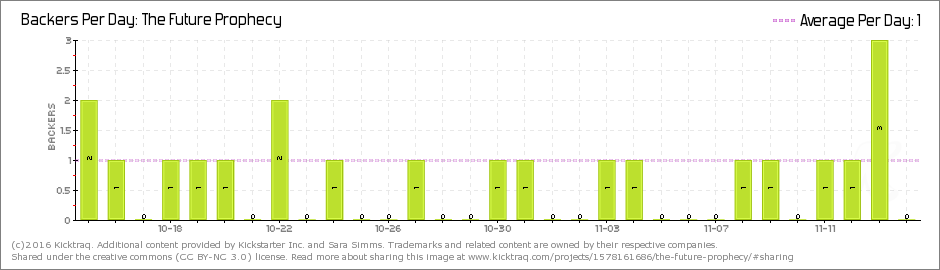 Backers Per Day: The Future Prophecy
Average Per Day: 1
3
2.5
2
1.5
1
0.5
0
BACKERS
2 1 0 1 1 1 0 2 0 1 0 0 1 0 0 1 1 0 0 1 1 0 0 0 1 1 0 1 1 3 0
10-16 10-22 10-26 10-30 11-03 11-07 11-11
(c)2016 Kicktraq. Additional content provided by Kickstarter Inc. and Sara Simms. Trademarks and related content are owned by their respective companies.
Shared under the creative commons (CC BY-NC 3.0) license. Read more about sharing this image at www.kicktraq.com/projects/1578161686/the-future-prophecy/#sharing